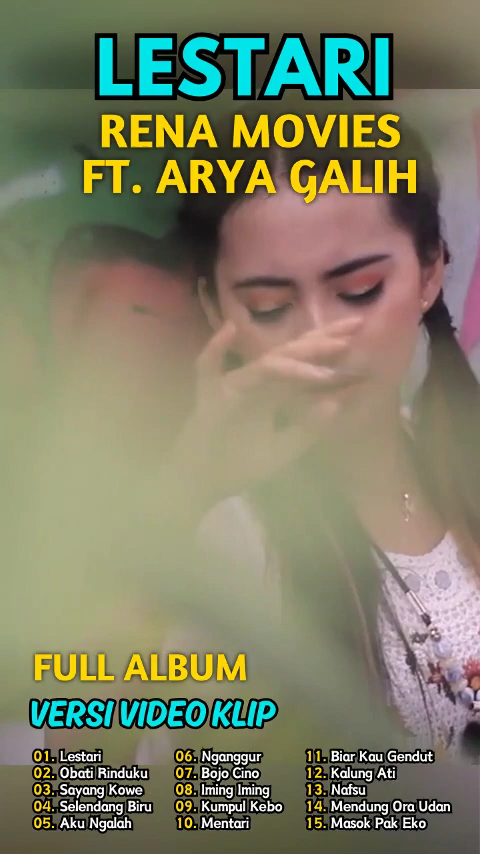 LESTARI
RENA MOVIES
FT. ARYA GALIH
FULL ALBUM
VERSI VIDEO KLIP
01. Lestari
02. Obati Rinduku
03. Sayang Kowe
04. Selendang Biru
05. Aku Ngalah
06. Nganggur
07. Bojo Cino
08. Iming Iming
09. Kumpul Kebo
10. Mentari
11. Biar Kau Gendut
12. Kalung Ati
13. Nafsu
14. Mendung Ora Udan
15. Masok Pak Eko